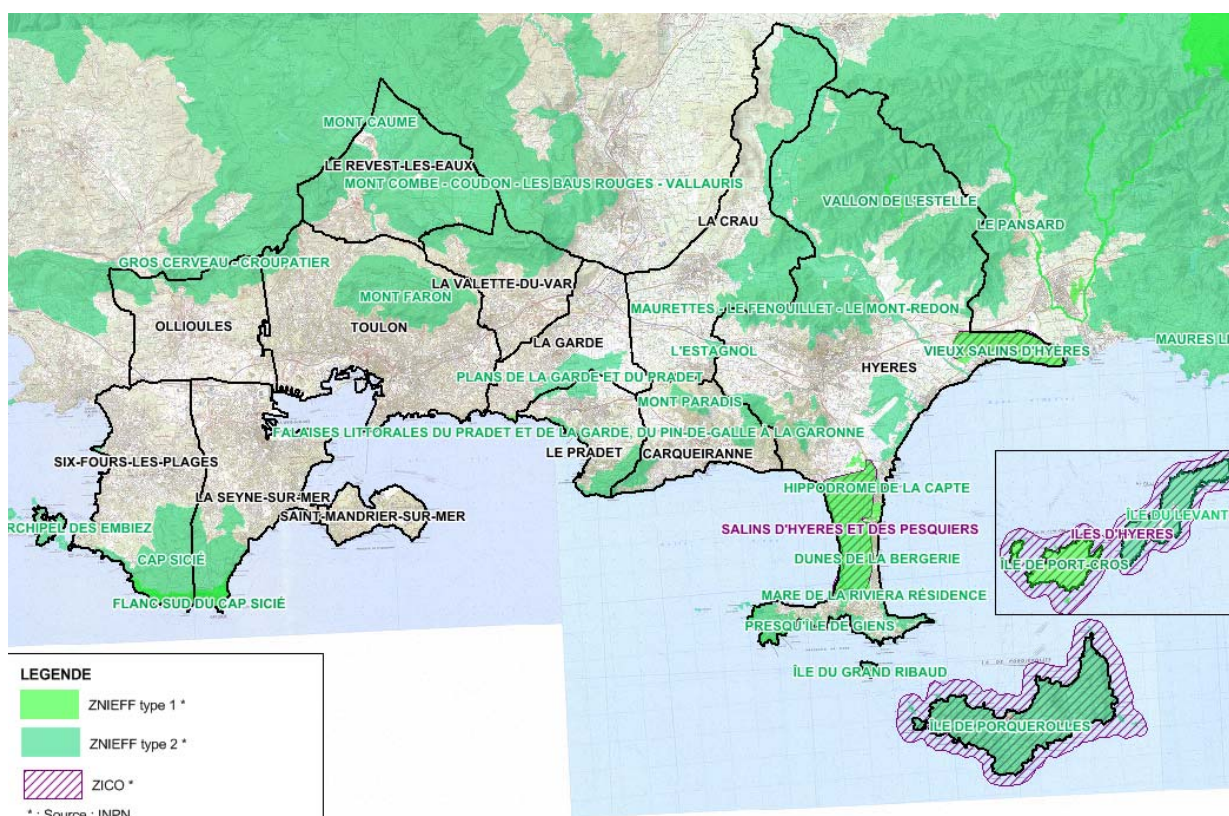 MONT CAUME
LE REVEST-LES-EAUX
MONT COMBE - COUDON - LES BAUS ROUGES - VALLAURIS
VALLON DE L'ESTELLE
LA CRAU
LE PANSARD
GROS CERVEAU - CROUPATIER
LA VALETTE-DU-VAR
MONT FARON
MAURETTES - LE FENOUILLET - LE MONT-REDON
OLLIOULES
TOULON
LA GARDE
L'ESTAGNOL
VIEUX SALINS D'HYERES
MAURES
HYERES
PLANS DE LA GARDE ET DU PRADET
MONT PARADIS
FALAISES LITTORALES DU PRADET ET DE LA GARDE, DU PIN-DE-GALLE A LA GARONNE
LE PRADET
CARQUEIRANNE
SIX-FOURS-LES-PLAGES
HIPPODROME DE LA CAPTE
LA SEYNE-SUR-MER
SAINT-MANDRIER-SUR-MER
ÎLE DU LEVANT
RCHIPEL DES EMBIEZ
SALINS D'HYERES ET DES PESQUIERS
ILES D'HYERES
CAP SICIÉ
DUNES DE LA BERGERIE
ÎLE DE PORT-CROS
FLANC SUD DU CAP SICIÉ
MARE DE LA RIVIERA RÉSIDENCE
PRESQU'ÎLE DE GIENS
ÎLE DU GRAND RIBAUD
ÎLE DE PORQUEROLLES
LEGENDE
ZNIEFF type 1 *
ZNIEFF type 2 *
ZICO *
* : Source : INPN